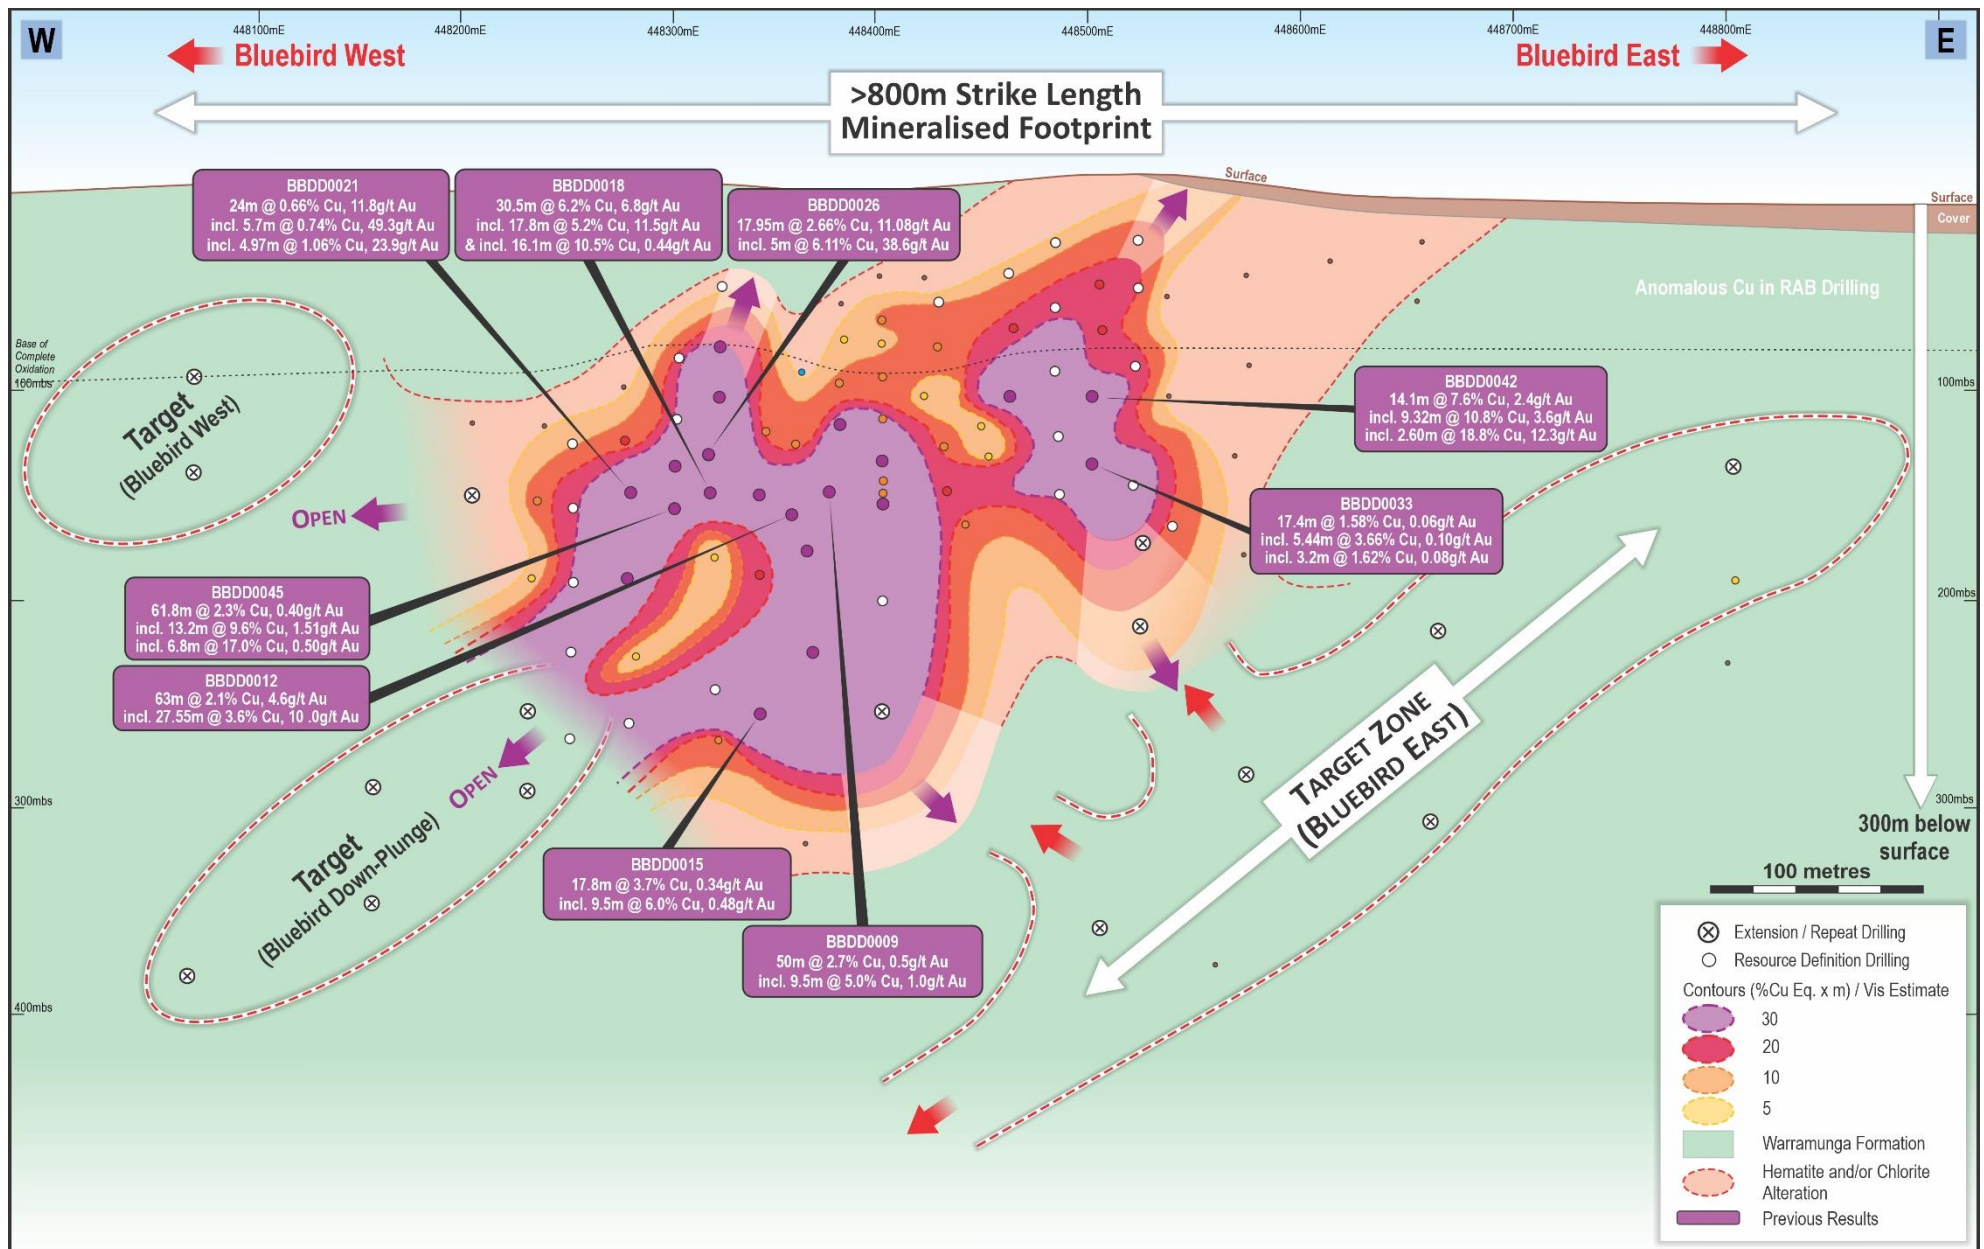 W
448100mE
448200mE
448300mE
448400mE
448500mE
448600mE
448700mE
448800mE
E
Bluebird West
Bluebird East
>800m Strike Length
Mineralised Footprint
Surface
Surface
Cover
BBDD0021
24m @ 0.66% Cu, 11.8g/t Au
incl. 5.7m @ 0.74% Cu, 49.3g/t Au
incl. 4.97m @ 1.06% Cu, 23.9g/t Au
BBDD0018
30.5m @ 6.2% Cu, 6.8g/t Au
incl. 17.8m @ 5.2% Cu, 11.5g/t Au
& incl. 16.1m @ 10.5% Cu, 0.44g/t Au
BBDD0026
17.95m @ 2.66% Cu, 11.08g/t Au
incl. 5m @ 6.11% Cu, 38.6g/t Au
Anomalous Cu in RAB Drilling
Base of
Complete
Oxidation
100mbs
100mbs
Target
(Bluebird West)
OPEN
BBDD0042
14.1m @ 7.6% Cu, 2.4g/t Au
incl. 9.32m @ 10.8% Cu, 3.6g/t Au
incl. 2.60m @ 18.8% Cu, 12.3g/t Au
BBDD0033
17.4m @ 1.58% Cu, 0.06g/t Au
incl. 5.44m @ 3.66% Cu, 0.10g/t Au
incl. 3.2m @ 1.62% Cu, 0.08g/t Au
BBDD0045
61.8m @ 2.3% Cu, 0.40g/t Au
incl. 13.2m @ 9.6% Cu, 1.51g/t Au
incl. 6.8m @ 17.0% Cu, 0.50g/t Au
200mbs
BBDD0012
63m @ 2.1% Cu, 4.6g/t Au
incl. 27.55m @ 3.6% Cu, 10 .0g/t Au
OPEN
Target
(Bluebird Down-Plunge)
TARGET ZONE
(BLUEBIRD EAST)
300mbs
300mbs
300m below
surface
BBDD0015
17.8m @ 3.7% Cu, 0.34g/t Au
incl. 9.5m @ 6.0% Cu, 0.48g/t Au
BBDD0009
50m @ 2.7% Cu, 0.5g/t Au
incl. 9.5m @ 5.0% Cu, 1.0g/t Au
400mbs
100 metres
Extension / Repeat Drilling
Resource Definition Drilling
Contours (%Cu Eq. x m) / Vis Estimate
30
20
10
5
Warramunga Formation
Hematite and/or Chlorite
Alteration
Previous Results